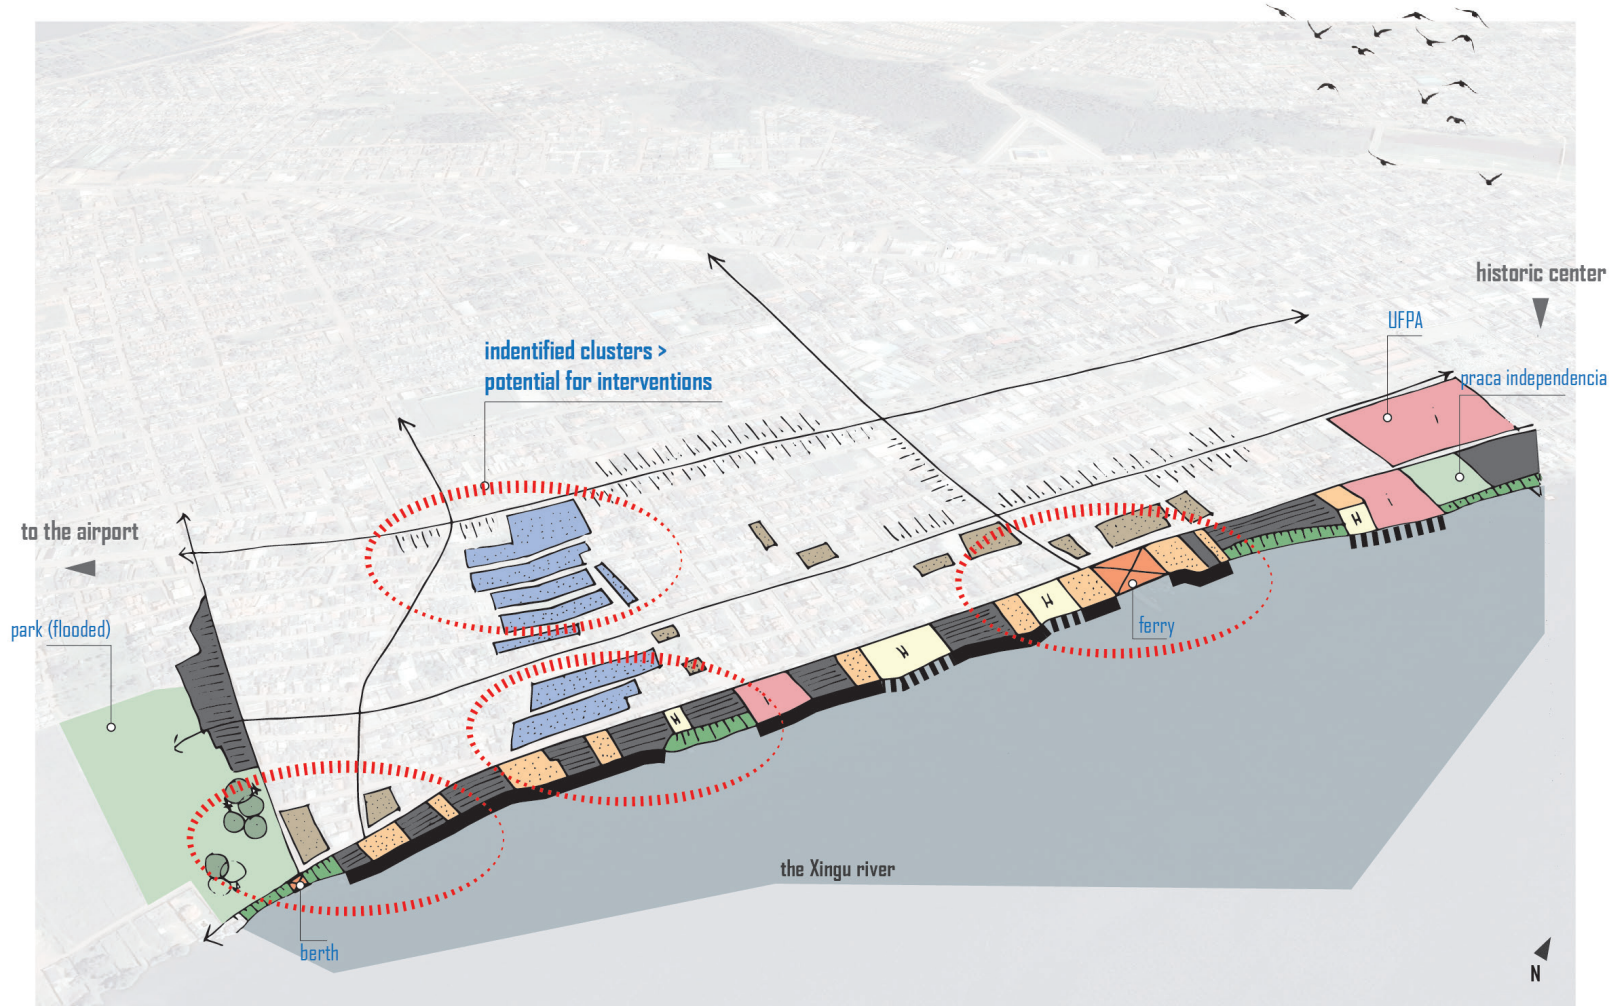 historic center
UFPA
praca independencia
indentified clusters >
potential for interventions
to the airport
park (flooded)
ferry
H
H
H
H
I
I
I
the Xingu river
berth
N